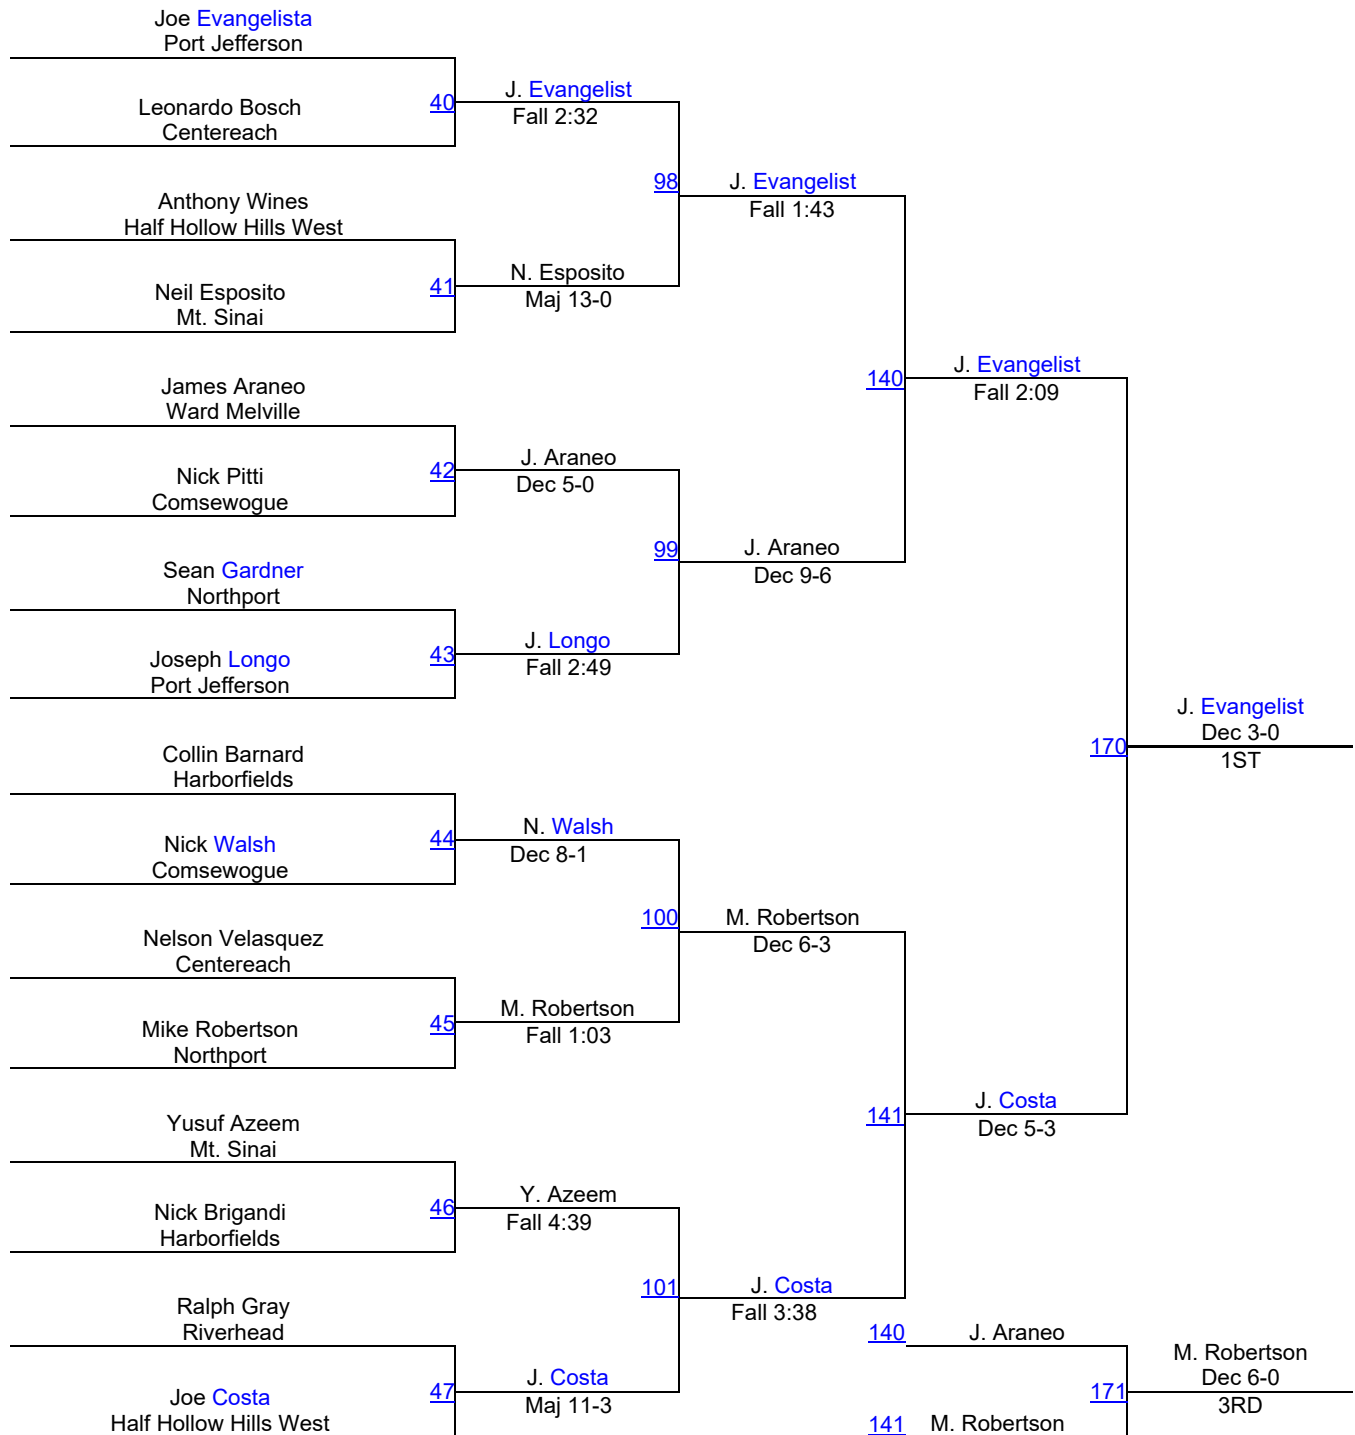 Joe Evangelista
Port Jefferson
40
Leonardo Bosch
Centereach
J. Evangelist
Fall 2:32
Anthony Wines
Half Hollow Hills West
41
Neil Esposito
Mt. Sinai
N. Esposito
Maj 13-0
98
J. Evangelist
Fall 1:43
James Araneo
Ward Melville
42
Nick Pitti
Comsewogue
J. Araneo
Dec 5-0
Sean Gardner
Northport
43
Joseph Longo
Port Jefferson
J. Longo
Fall 2:49
99
J. Araneo
Dec 9-6
140
J. Evangelist
Fall 2:09
Collin Barnard
Harborfields
44
Nick Walsh
Comsewogue
N. Walsh
Dec 8-1
Nelson Velasquez
Centereach
45
Mike Robertson
Northport
M. Robertson
Fall 1:03
100
M. Robertson
Dec 6-3
Yusuf Azeem
Mt. Sinai
46
Nick Brigandi
Harborfields
Y. Azeem
Fall 4:39
Ralph Gray
Riverhead
47
Joe Costa
Half Hollow Hills West
J. Costa
Maj 11-3
101
J. Costa
Fall 3:38
141
J. Costa
Dec 5-3
170
J. Evangelist
Dec 3-0
1ST
140
J. Araneo
141
M. Robertson
171
M. Robertson
Dec 6-0
3RD